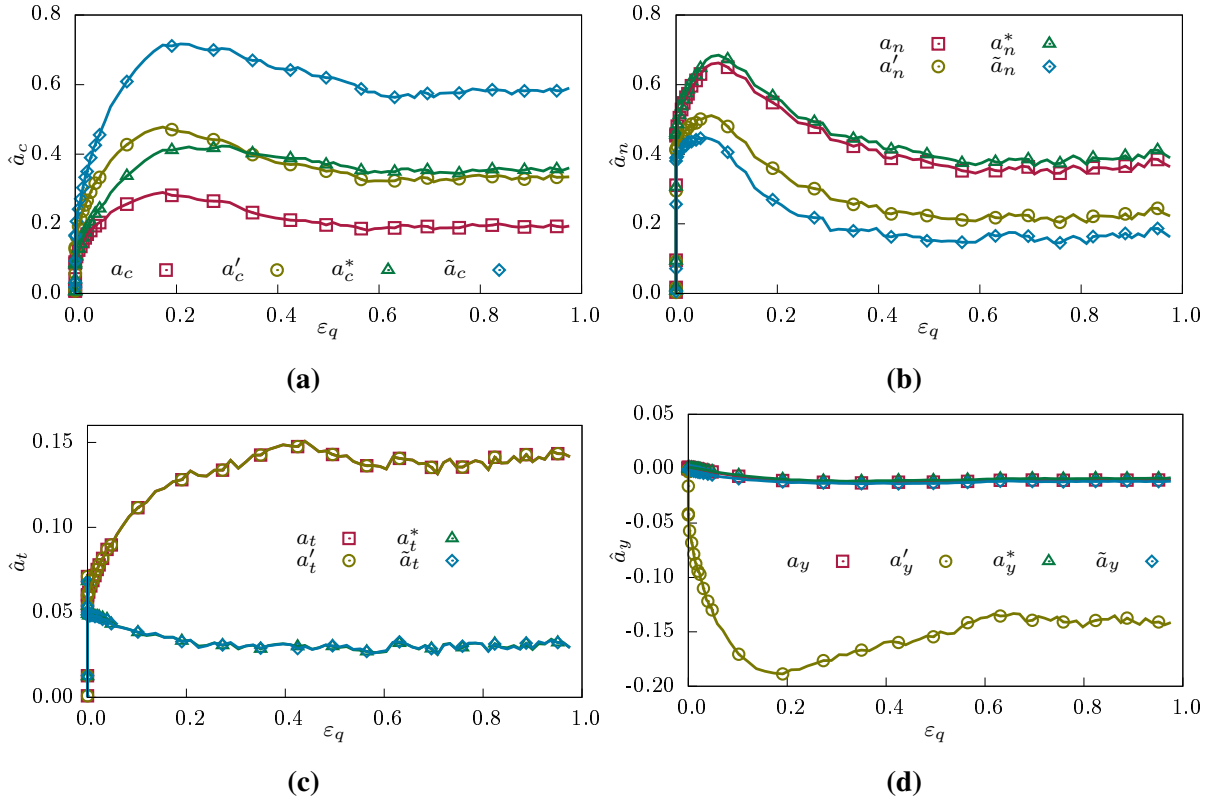 0.8
0.6
0.4
0.2
0.0
â_c
a_c a′_c a*_c ã_c
0.0 0.2 0.4 0.6 0.8 1.0
ε_q
(a)
0.8
0.6
0.4
0.2
0.0
â_n
a_n a*_n
a′_n ã_n
0.0 0.2 0.4 0.6 0.8 1.0
ε_q
(b)
0.15
0.10
0.05
0.00
â_t
a_t a*_t
a′_t ã_t
0.0 0.2 0.4 0.6 0.8 1.0
ε_q
(c)
0.05
0.00
-0.05
-0.10
-0.15
-0.20
â_y
a_y a′_y a*_y ã_y
0.0 0.2 0.4 0.6 0.8 1.0
ε_q
(d)